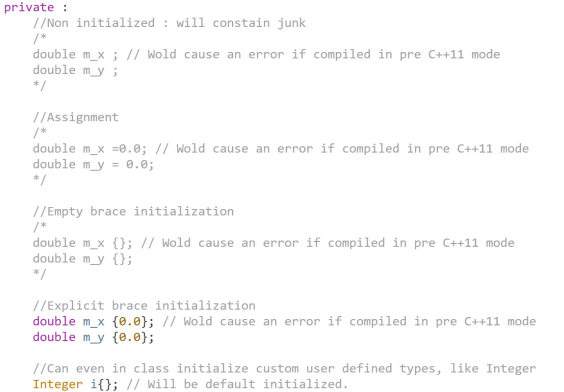 private :
//Non initialized : will constain junk
/*
double m_x ; // Wold cause an error if compiled in pre C++11 mode
double m_y ;
*/
//Assignment
/*
double m_x =0.0; // Wold cause an error if compiled in pre C++11 mode
double m_y = 0.0;
*/
//Empty brace initialization
/*
double m_x {}; // Wold cause an error if compiled in pre C++11 mode
double m_y {};
*/
//Explicit brace initialization
double m_x {0.0}; // Wold cause an error if compiled in pre C++11 mode
double m_y {0.0};
//Can even in class initialize custom user defined types, like Integer
Integer i{}; // Will be default initialized.